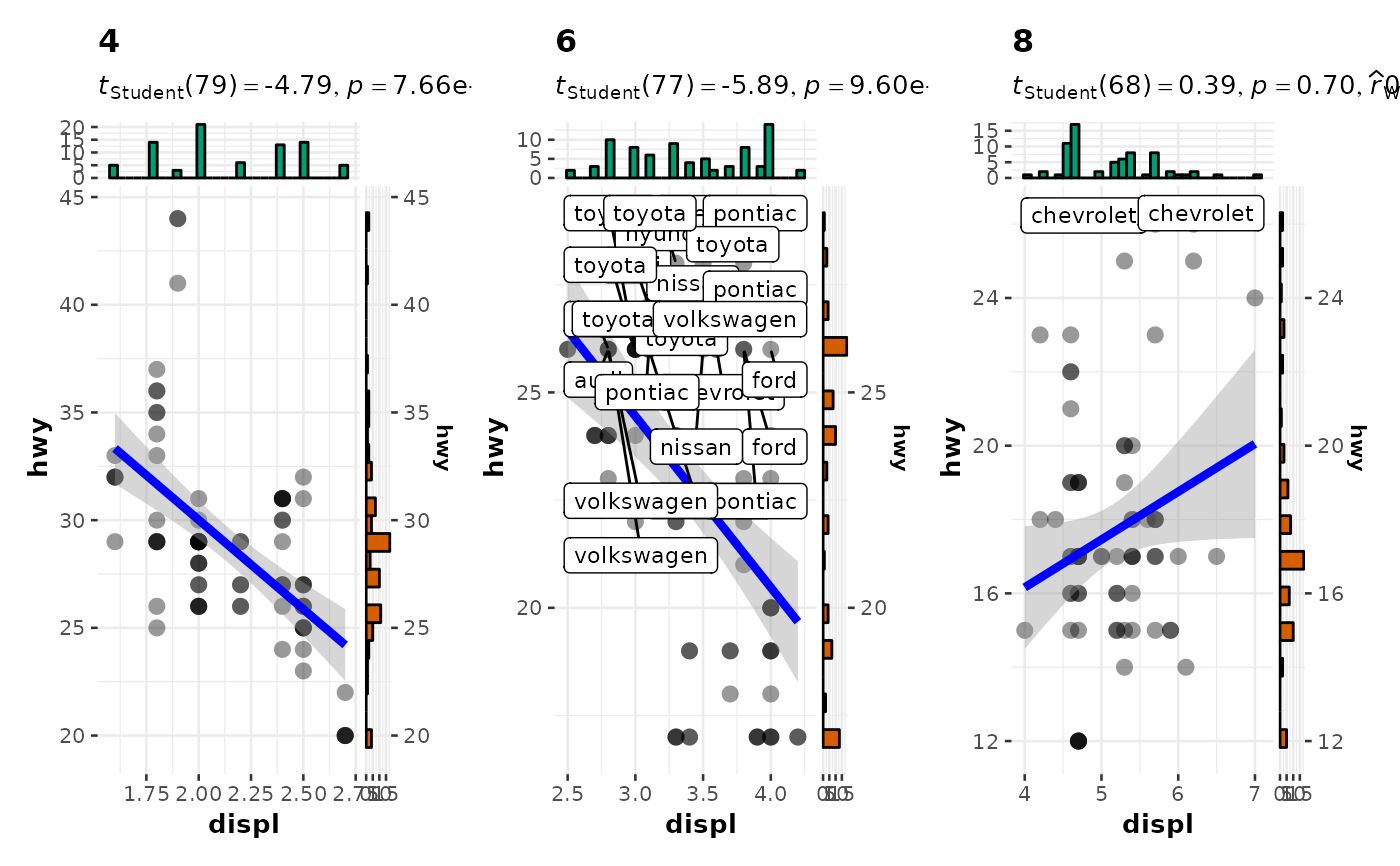 4
t_Student(79) = -4.79, p = 7.66e-
20
15
10
5
0
45
40
35
30
25
20
hwy
45
40
35
30
25
20
hwy
1.75 2.00 2.25 2.50 2.75
displ
6
t_Student(77) = -5.89, p = 9.60e-
10
5
0
toyota pontiac
toyota
toyota
pontiac
toyota volkswagen
toyota
ford
pontiac
nissan ford
volkswagen pontiac
volkswagen
25
20
hwy
25
20
hwy
2.5 3.0 3.5 4.0
displ
8
t_Student(68) = 0.39, p = 0.70, r̂
15
10
5
0
chevrolet chevrolet
24
20
16
12
hwy
24
20
16
12
hwy
4 5 6 7
displ